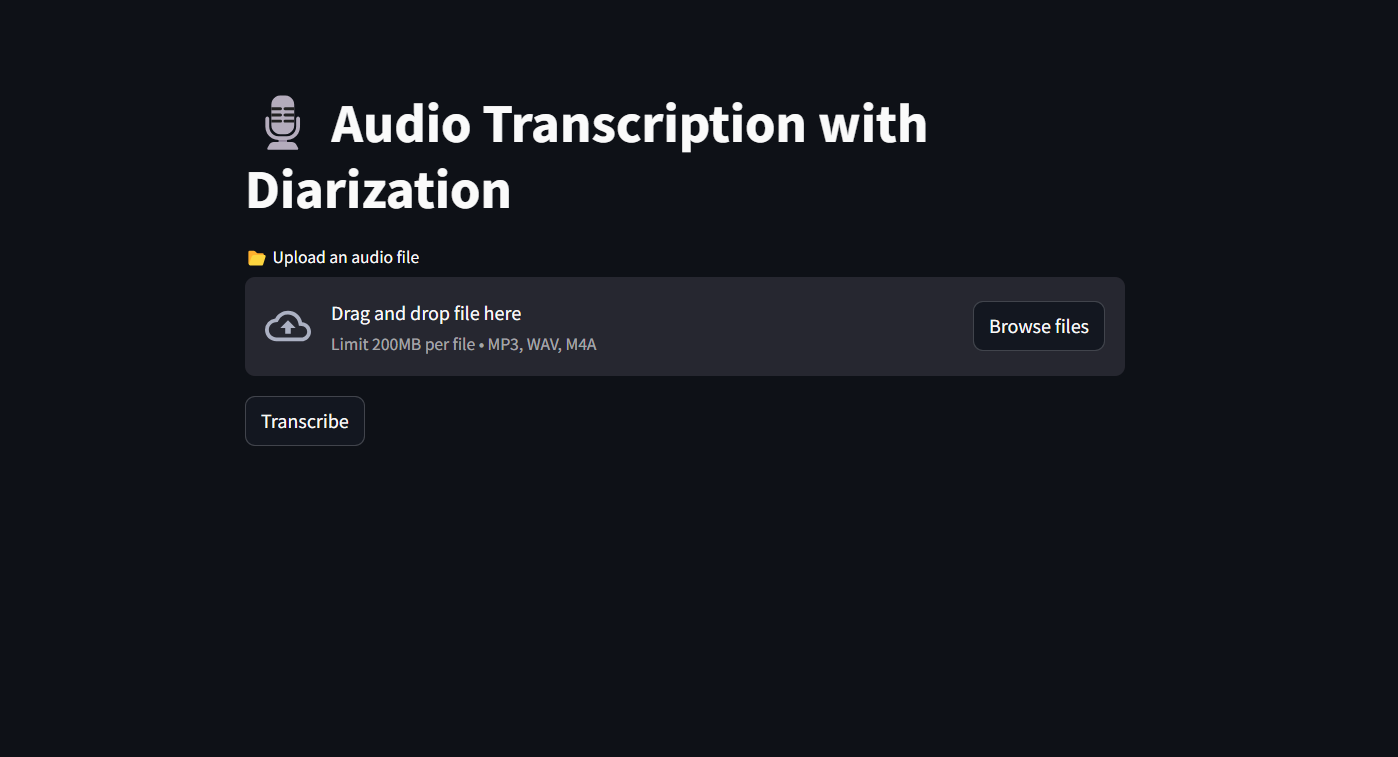 Audio Transcription with
Diarization
Upload an audio file
Drag and drop file here
Limit 200MB per file • MP3, WAV, M4A
Browse files
Transcribe